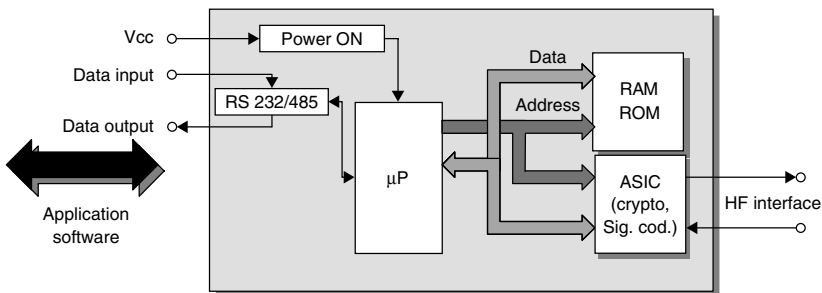 Vcc
Power ON
Data input
RS 232/485
Data output
Application
software
μP
Data
Address
RAM
ROM
ASIC
(crypto,
Sig. cod.)
HF interface